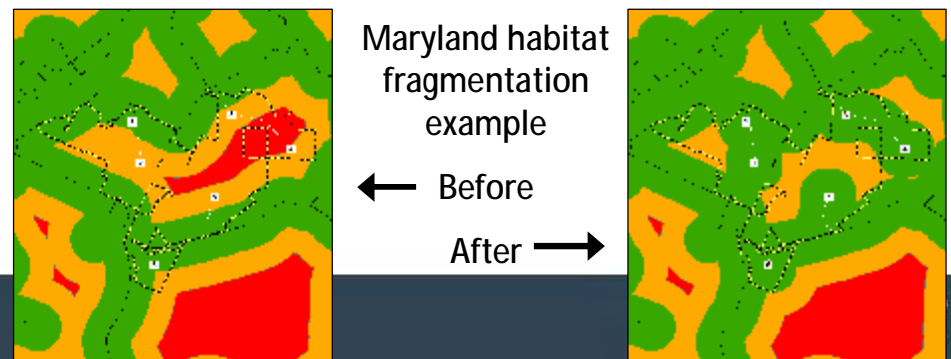 Maryland habitat
fragmentation
example
Before
After